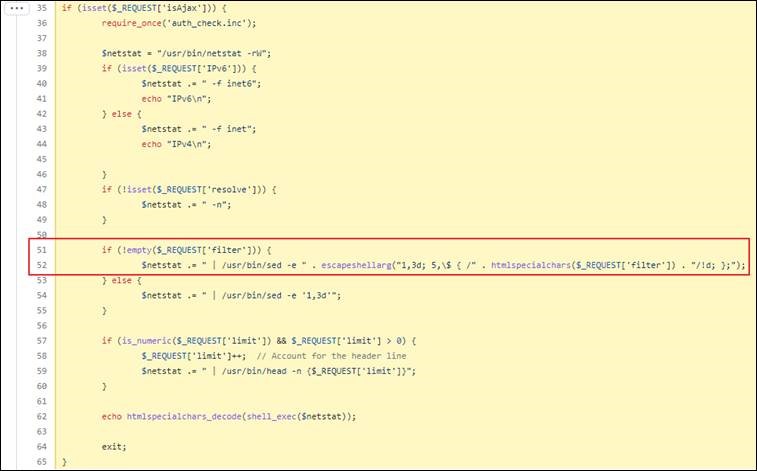 35 if (isset($_REQUEST['isAjax'])) {
36 require_once('auth_check.inc');
37
38 $netstat = "/usr/bin/netstat -rW";
39 if (isset($_REQUEST['IPv6'])) {
40 $netstat .= " -f inet6";
41 echo "IPv6\n";
42 } else {
43 $netstat .= " -f inet";
44 echo "IPv4\n";
45
46 }
47 if (!isset($_REQUEST['resolve'])) {
48 $netstat .= " -n";
49 }
50
51 if (!empty($_REQUEST['filter'])) {
52 $netstat .= " | /usr/bin/sed -e " . escapeshellarg("1,3d; 5,\$ { /" . htmlspecialchars($_REQUEST['filter']) . "/!d; };");
53 } else {
54 $netstat .= " | /usr/bin/sed -e '1,3d'";
55 }
56
57 if (is_numeric($_REQUEST['limit']) && $_REQUEST['limit'] > 0) {
58 $_REQUEST['limit']++; // Account for the header line
59 $netstat .= " | /usr/bin/head -n {$_REQUEST['limit']}";
60 }
61
62 echo htmlspecialchars_decode(shell_exec($netstat));
63
64 exit;
65 }